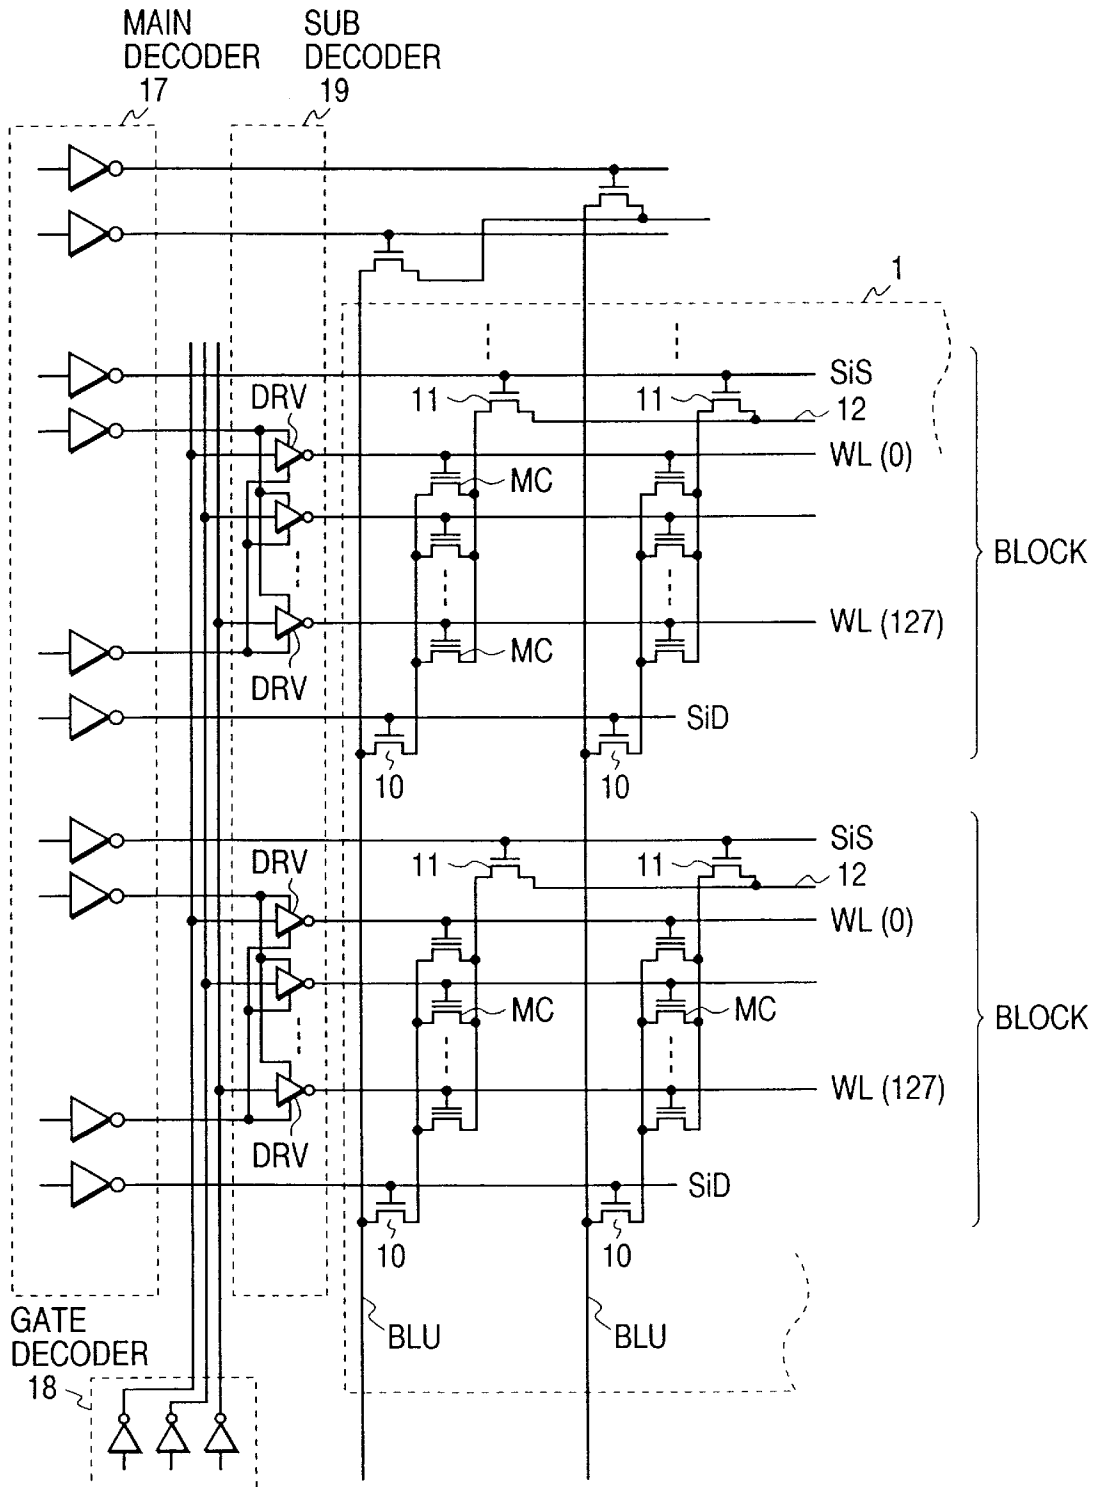 MAIN
DECODER
17
SUB
DECODER
19
1
SiS
11
11
12
DRV
WL (0)
MC
BLOCK
WL (127)
MC
DRV
SiD
10
10
SiS
11
11
12
DRV
WL (0)
MC
MC
BLOCK
WL (127)
DRV
SiD
10
10
GATE
DECODER
18
BLU
BLU